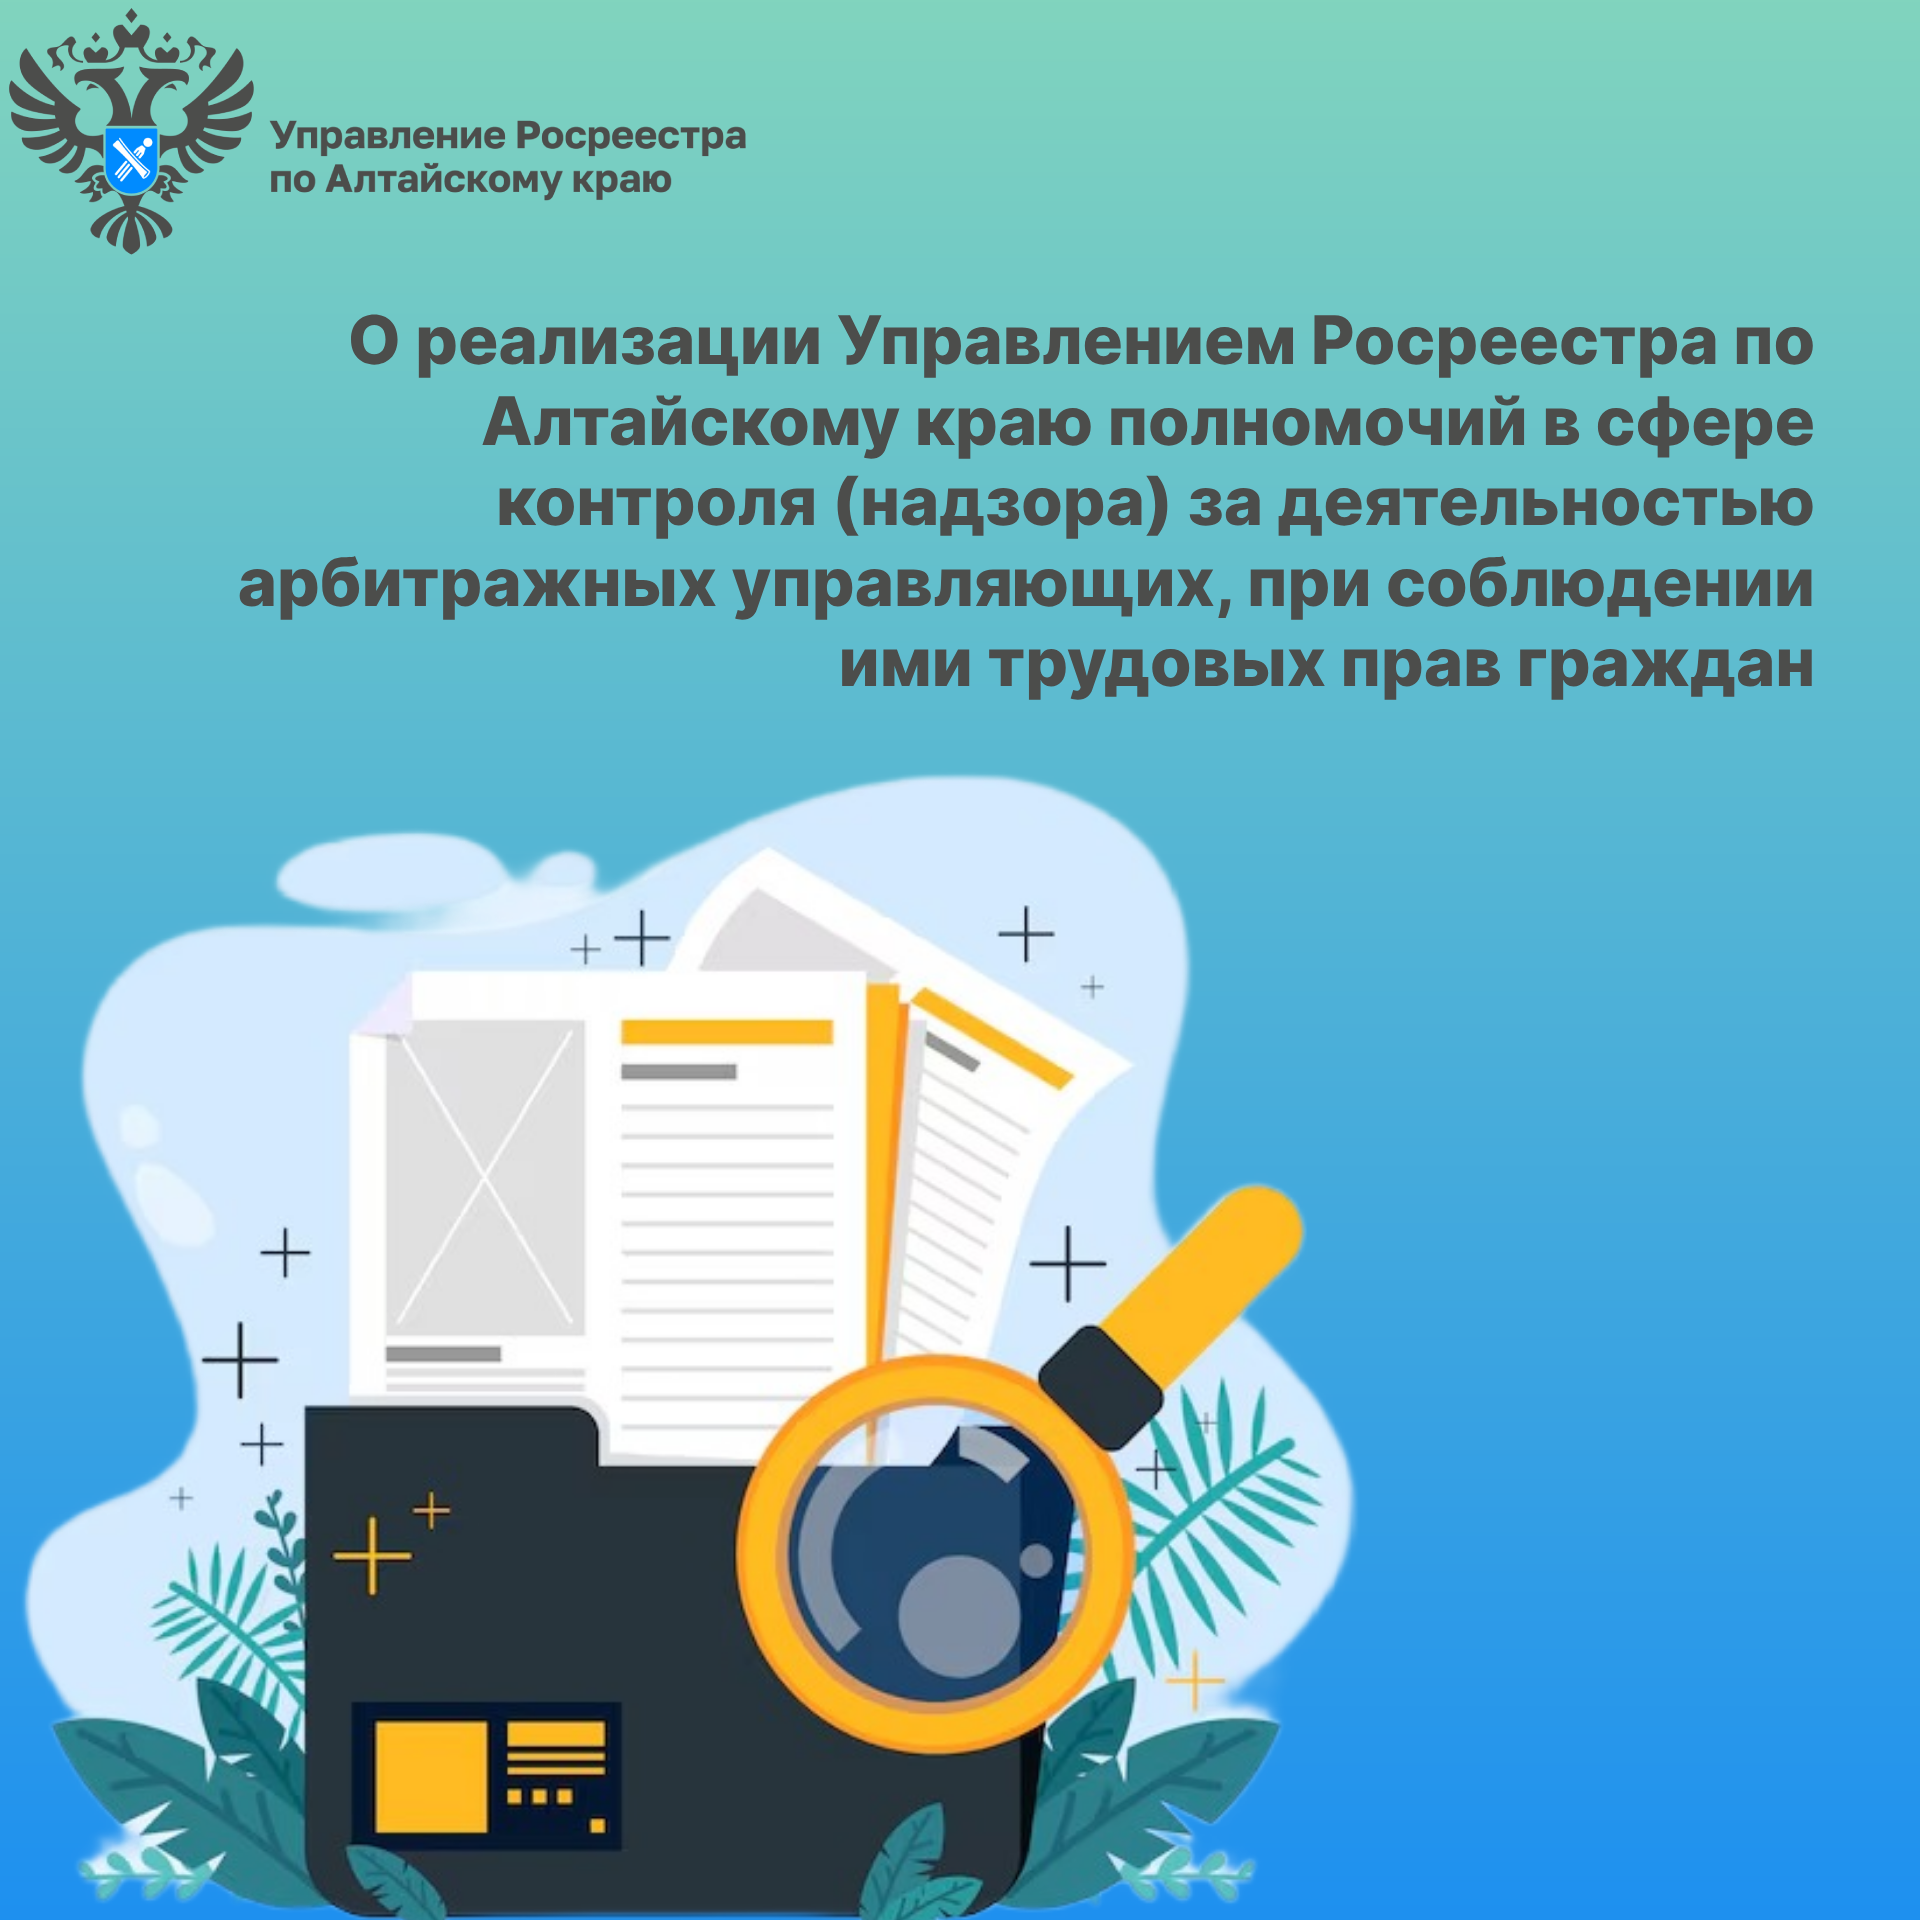 Управление Росреестра
по Алтайскому краю
О реализации Управлением Росреестра по
Алтайскому краю полномочий в сфере
контроля (надзора) за деятельностью
арбитражных управляющих, при соблюдении
ими трудовых прав граждан